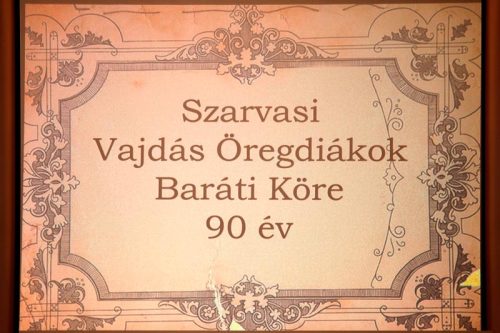 Szarvasi
Vajdás Öregdiákok
Baráti Köre
90 év